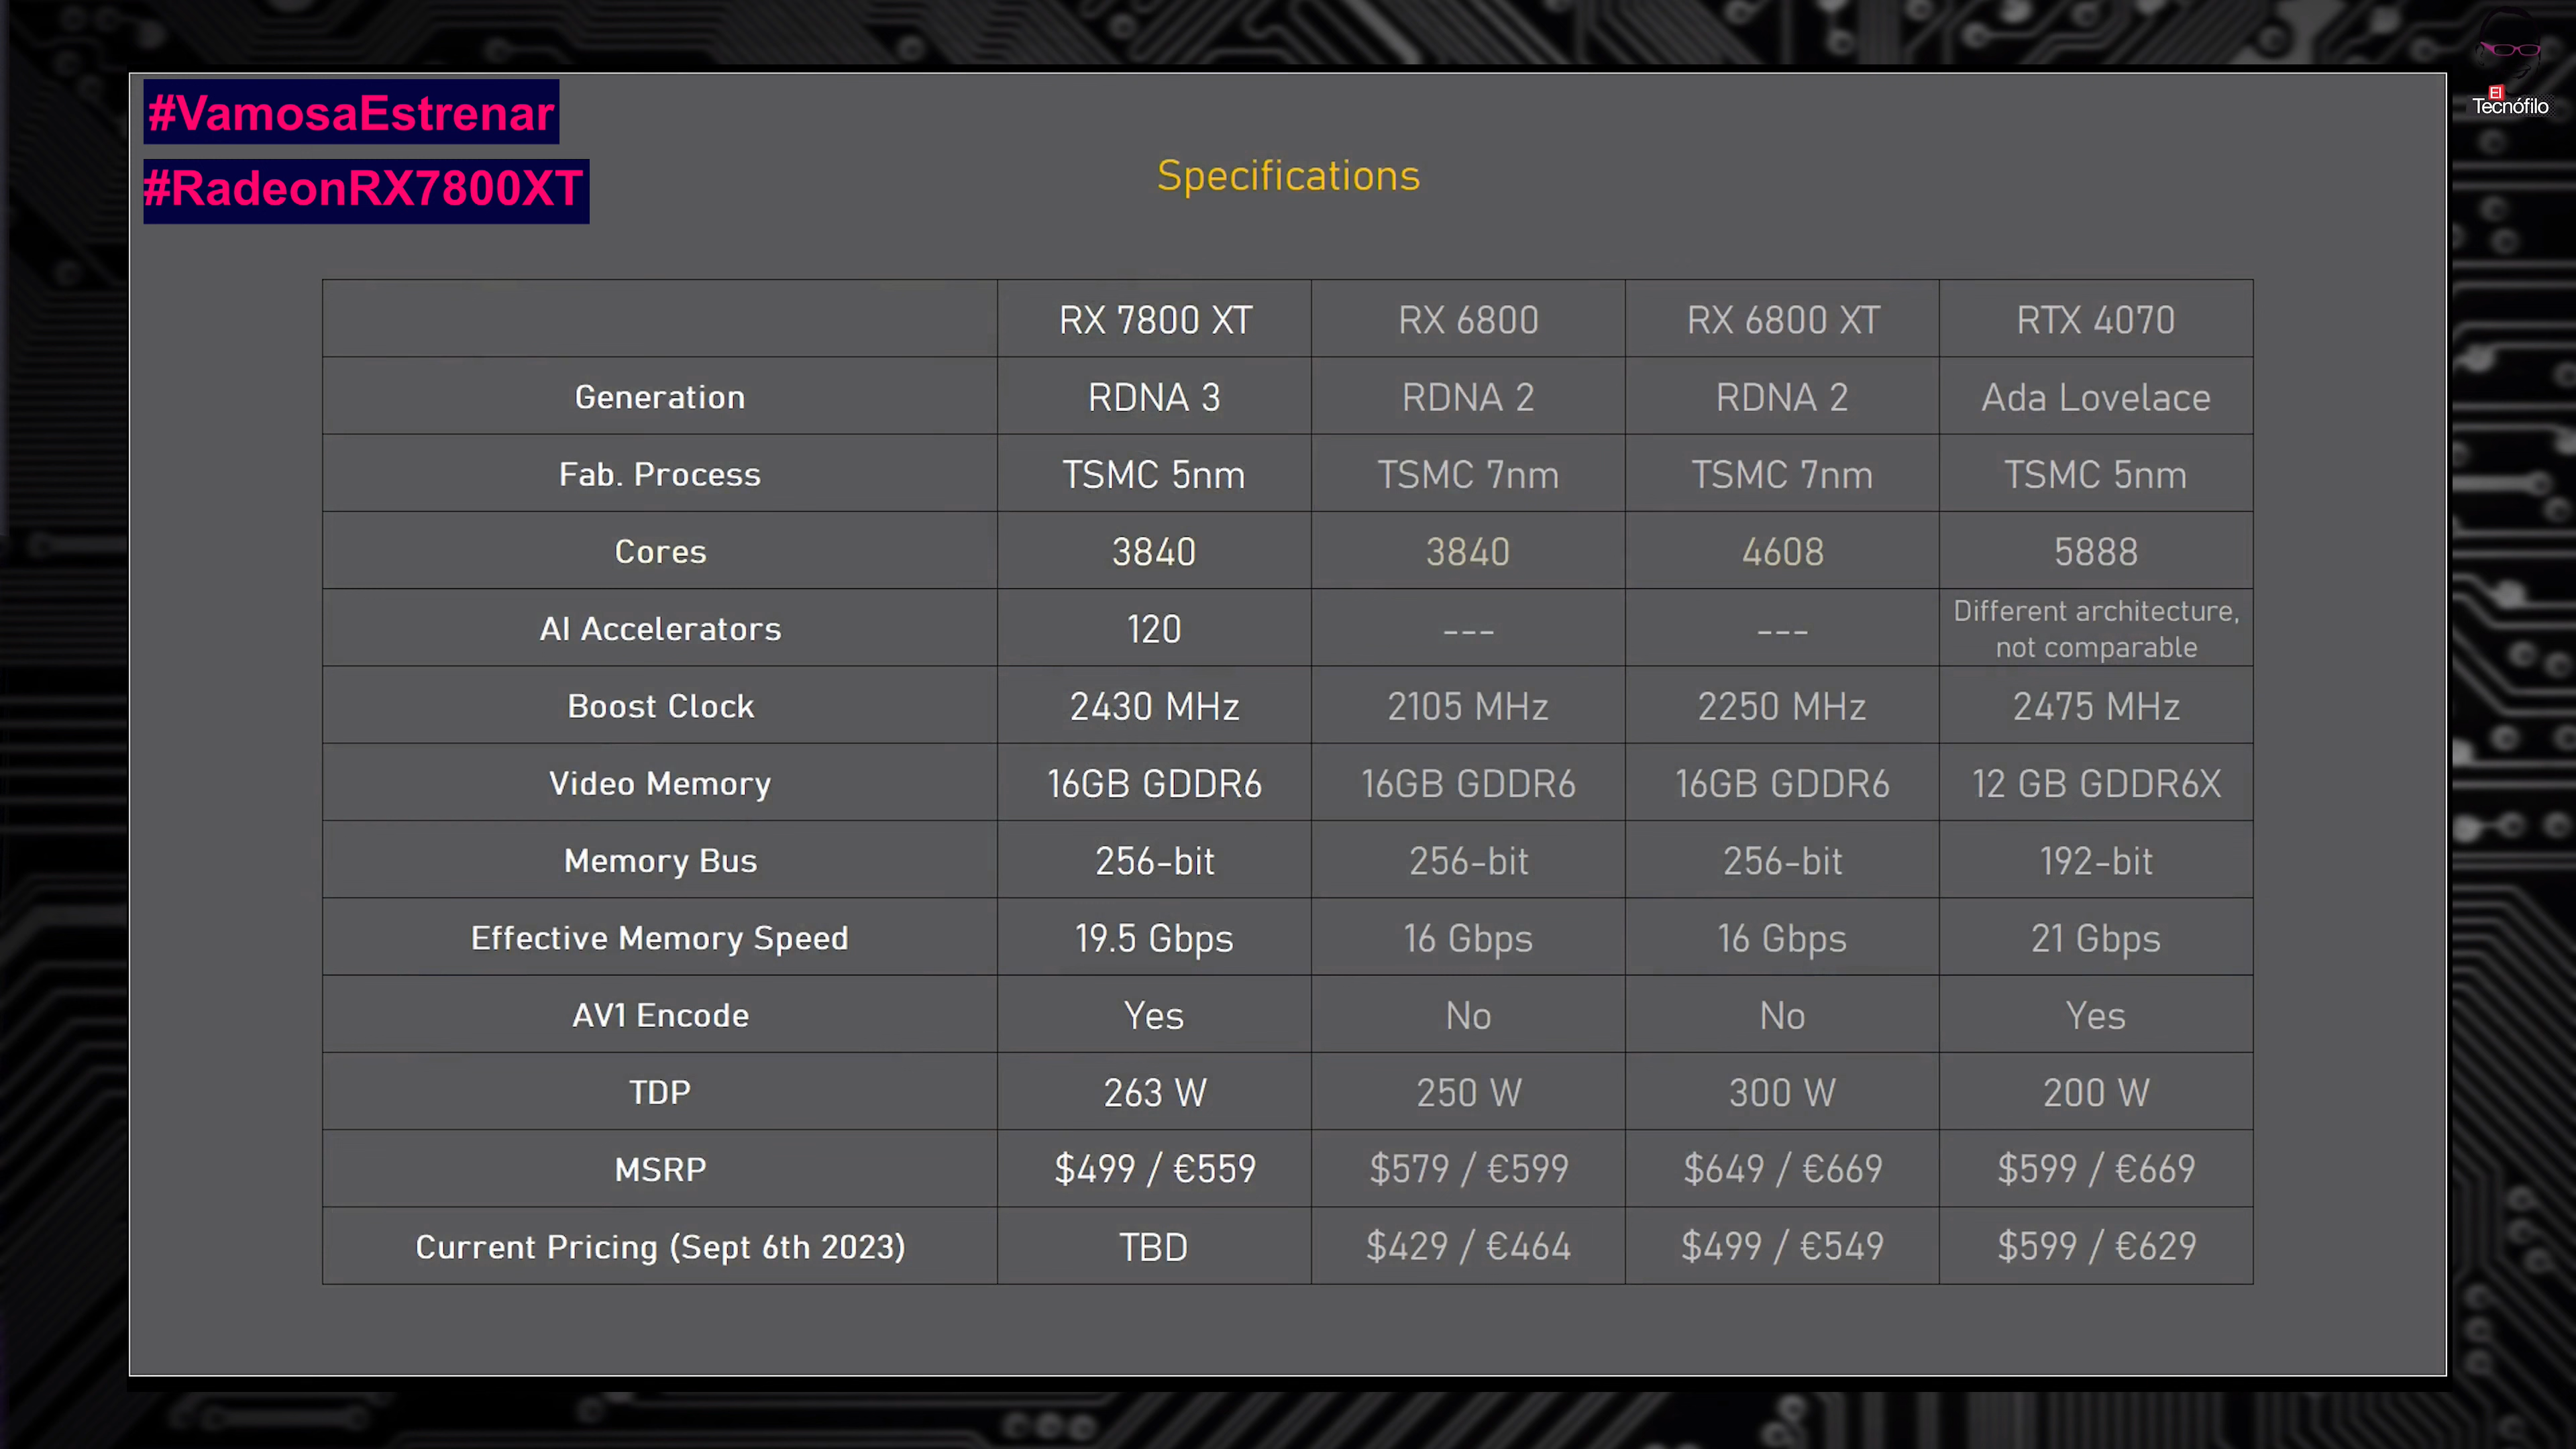 #VamosaEstrenar
#RadeonRX7800XT
El
Tecnófilo
Specifications
RX 7800 XT RX 6800 RX 6800 XT RTX 4070
Generation RDNA 3 RDNA 2 RDNA 2 Ada Lovelace
Fab. Process TSMC 5nm TSMC 7nm TSMC 7nm TSMC 5nm
Cores 3840 3840 4608 5888
AI Accelerators 120 --- --- Different architecture,
not comparable
Boost Clock 2430 MHz 2105 MHz 2250 MHz 2475 MHz
Video Memory 16GB GDDR6 16GB GDDR6 16GB GDDR6 12 GB GDDR6X
Memory Bus 256-bit 256-bit 256-bit 192-bit
Effective Memory Speed 19.5 Gbps 16 Gbps 16 Gbps 21 Gbps
AV1 Encode Yes No No Yes
TDP 263 W 250 W 300 W 200 W
MSRP $499 / €559 $579 / €599 $649 / €669 $599 / €669
Current Pricing (Sept 6th 2023) TBD $429 / €464 $499 / €549 $599 / €629